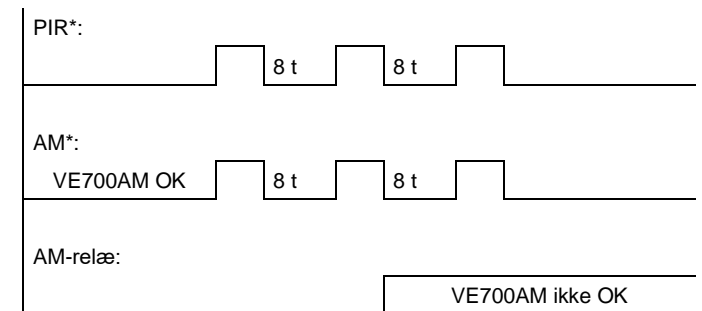 PIR*:
8 t 8 t
AM*:
VE700AM OK 8 t 8 t
AM-relæ:
VE700AM ikke OK